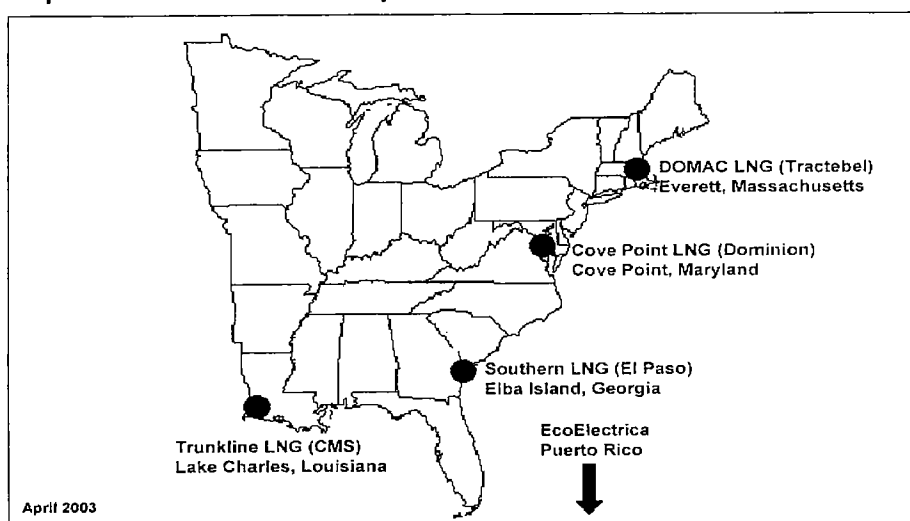 DOMAC LNG (Tractebel)
Everett, Massachusetts
Cove Point LNG (Dominion)
Cove Point, Maryland
Southern LNG (El Paso)
Elba Island, Georgia
EcoElectrica
Puerto Rico
Trunkline LNG (CMS)
Lake Charles, Louisiana
April 2003